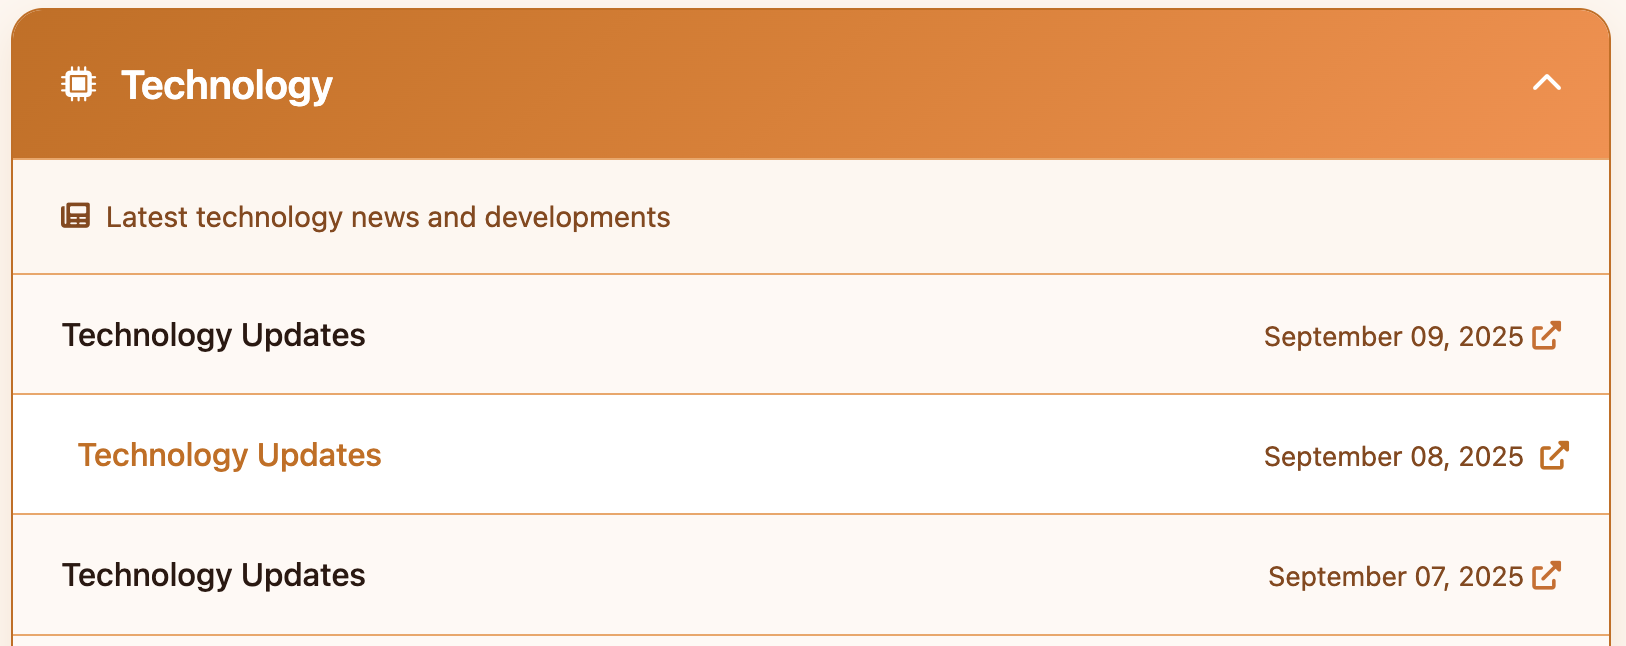 Technology
Latest technology news and developments
Technology Updates September 09, 2025
Technology Updates September 08, 2025
Technology Updates September 07, 2025